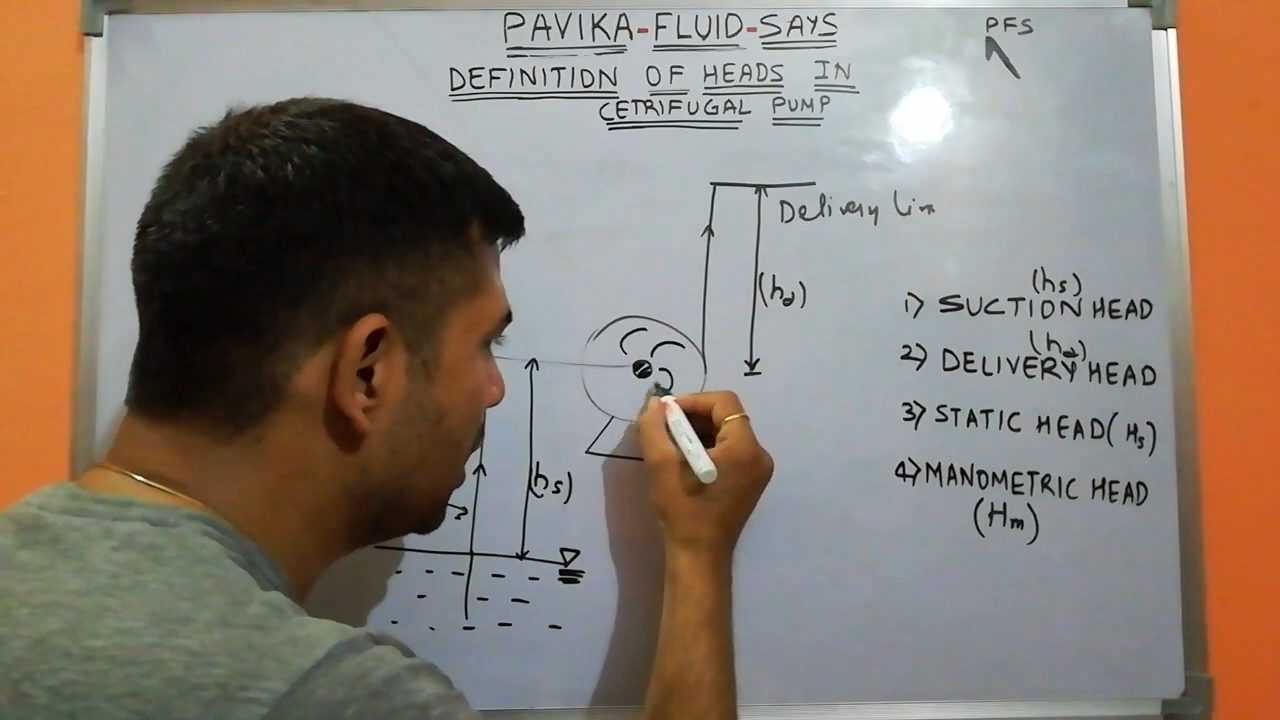 PAVIKA-FLUID-SAYS
PFS
DEFINITION OF HEADS IN
CETRIFUGAL PUMP
Delivery
(hd)
(hs)
(hs)
1) SUCTION HEAD
(hd)
2) DELIVERY HEAD
3) STATIC HEAD (Hs)
4) MANOMETRIC HEAD
(Hm)